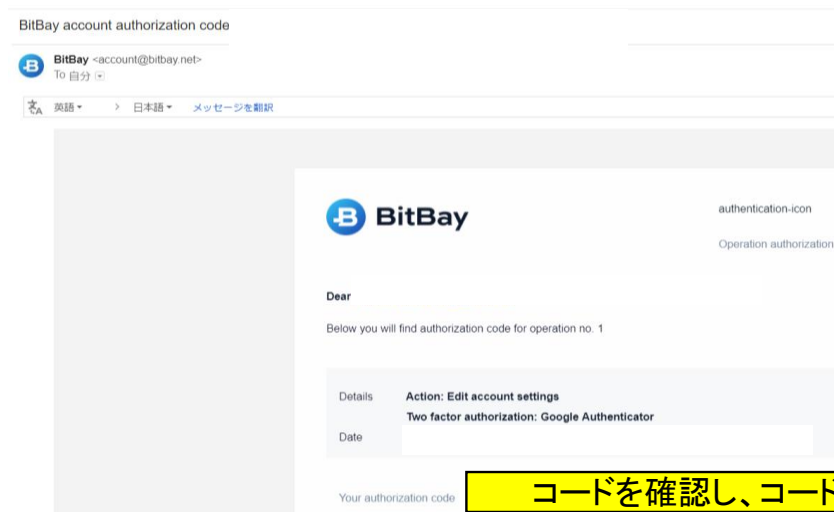 BitBay account authorization code
BitBay <account@bitbay.net>
To 自分
英語 > 日本語 メッセージを翻訳
BitBay
authentication-icon
Operation authorization
Dear
Below you will find authorization code for operation no. 1
Details Action: Edit account settings
Two factor authorization: Google Authenticator
Date
Your authorization code コードを確認し、コード